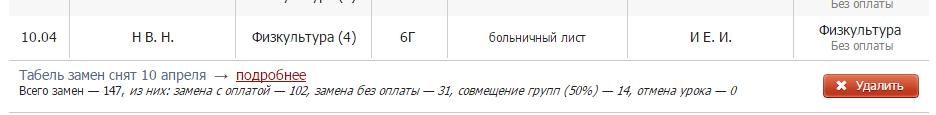 Без оплаты
10.04 Н В. Н. Физкультура (4) 6Г больничный лист И Е. И. Физкультура
Без оплаты
Табель замен снят 10 апреля → подробнее
Всего замен — 147, из них: замена с оплатой — 102, замена без оплаты — 31, совмещение групп (50%) — 14, отмена урока — 0
✖ Удалить